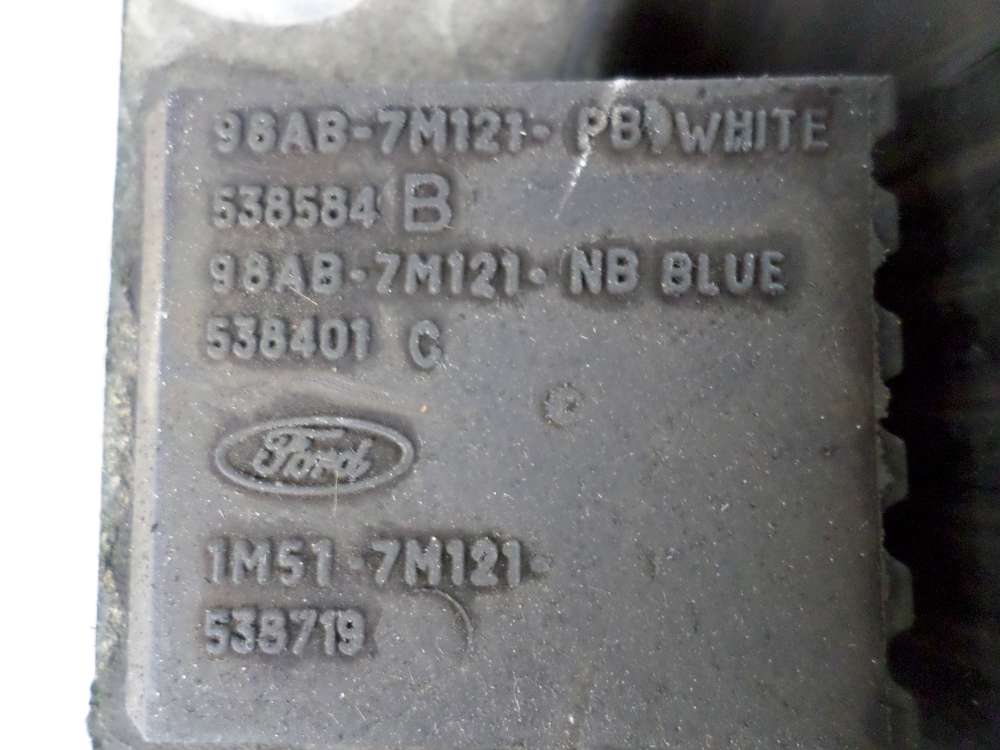 98AB-7M121- PB WHITE
538584 B
98AB-7M121- NB BLUE
538401 C
Ford
1M51-7M121-
538719